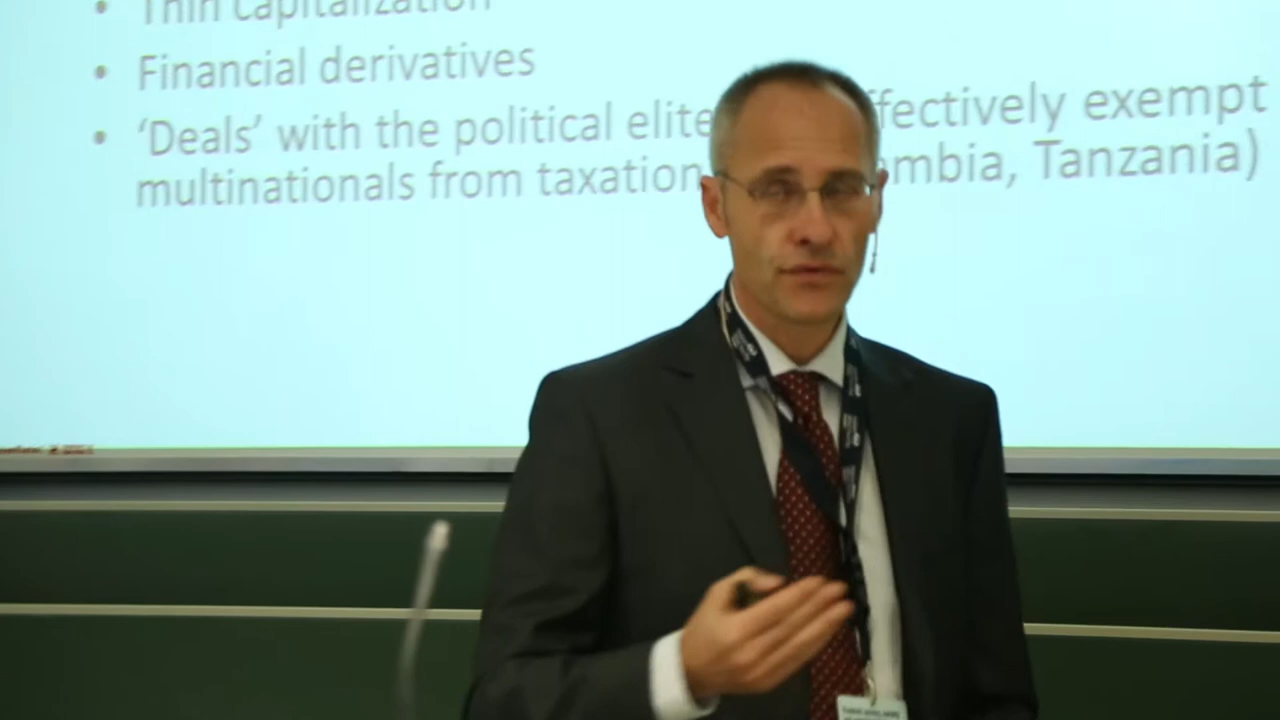 • Thin capitalization
• Financial derivatives
• ‘Deals’ with the political elite ffectively exempt
multinationals from taxation mbia, Tanzania)